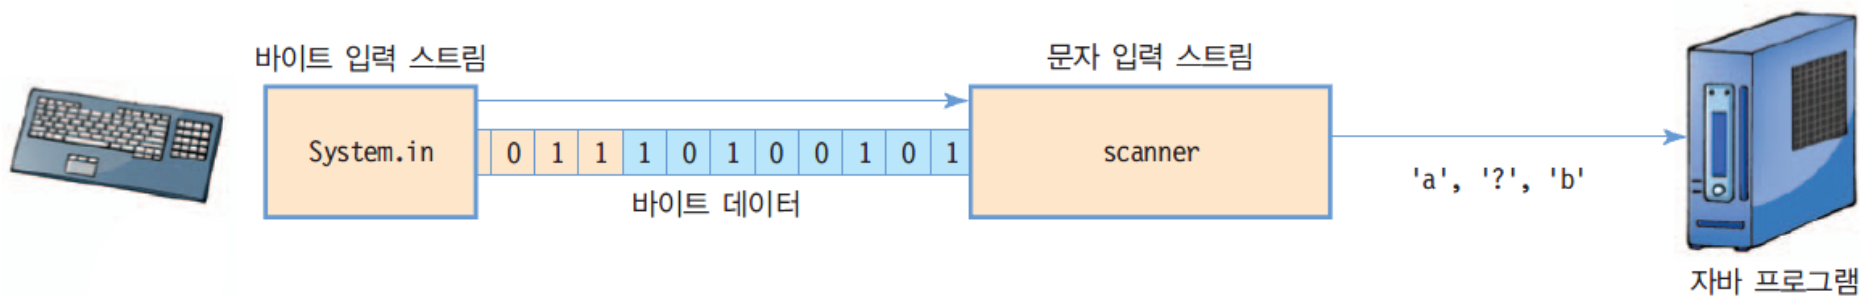 바이트 입력 스트림
문자 입력 스트림
System.in
0 1 1 1 0 1 0 0 1 0 1
scanner
바이트 데이터
'a', '?', 'b'
자바 프로그램